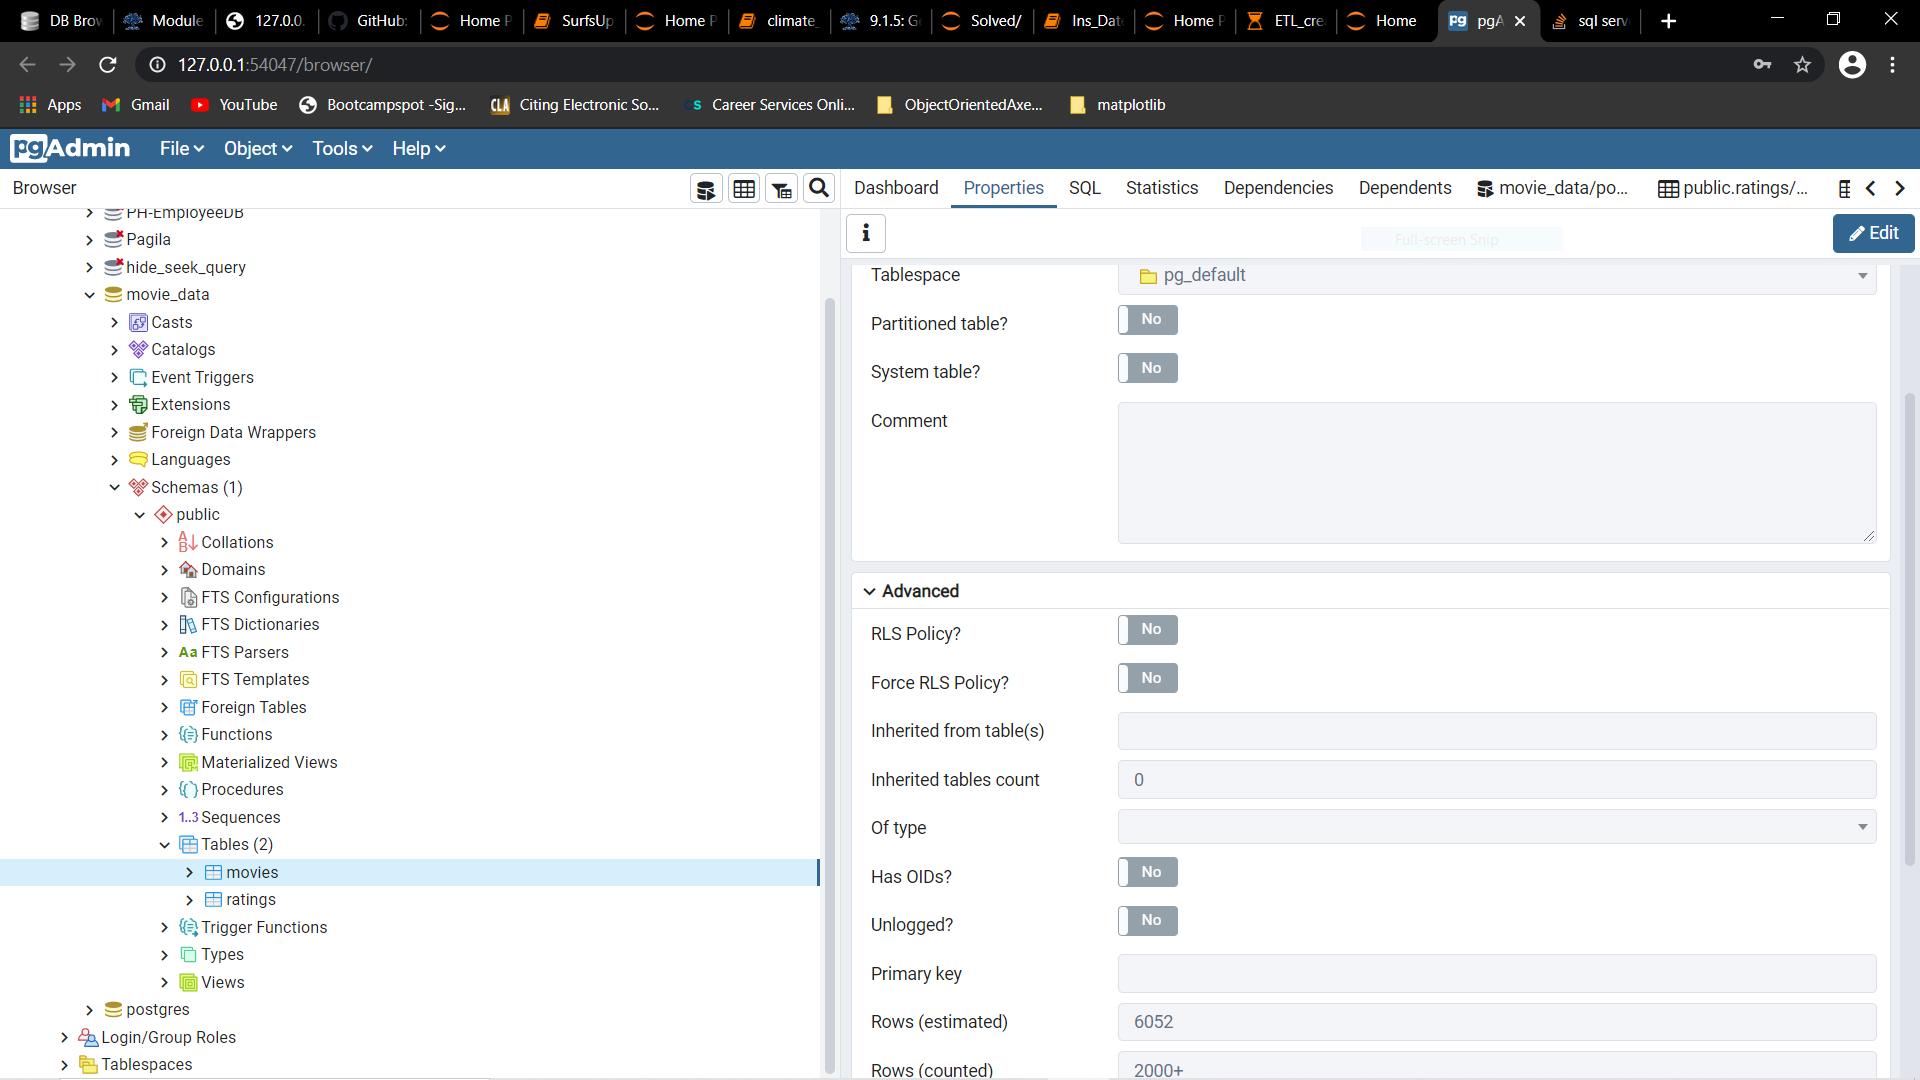 DB Brow
Module
127.0.0.
GitHub:
Home P
SurfsUp
Home P
climate_
9.1.5: Ge
Solved/
Ins_Dat
Home P
ETL_cre
Home
pgA
sql serv
127.0.0.1:54047/browser/
Apps
Gmail
YouTube
Bootcampspot -Sig...
CLA
Citing Electronic So...
Career Services Onli...
ObjectOrientedAxe...
matplotlib
pgAdmin
File
Object
Tools
Help
Browser
Dashboard
Properties
SQL
Statistics
Dependencies
Dependents
movie_data/po...
public.ratings/...
Edit
Full-screen Snip
PH-EmployeeDB
Pagila
hide_seek_query
movie_data
Casts
Catalogs
Event Triggers
Extensions
Foreign Data Wrappers
Languages
Schemas (1)
public
Collations
Domains
FTS Configurations
FTS Dictionaries
Aa FTS Parsers
FTS Templates
Foreign Tables
Functions
Materialized Views
Procedures
1..3 Sequences
Tables (2)
movies
ratings
Trigger Functions
Types
Views
postgres
Login/Group Roles
Tablespaces
Tablespace
pg_default
Partitioned table?
No
System table?
No
Comment
Advanced
RLS Policy?
No
Force RLS Policy?
No
Inherited from table(s)
Inherited tables count
0
Of type
Has OIDs?
No
Unlogged?
No
Primary key
Rows (estimated)
6052
Rows (counted)
2000+